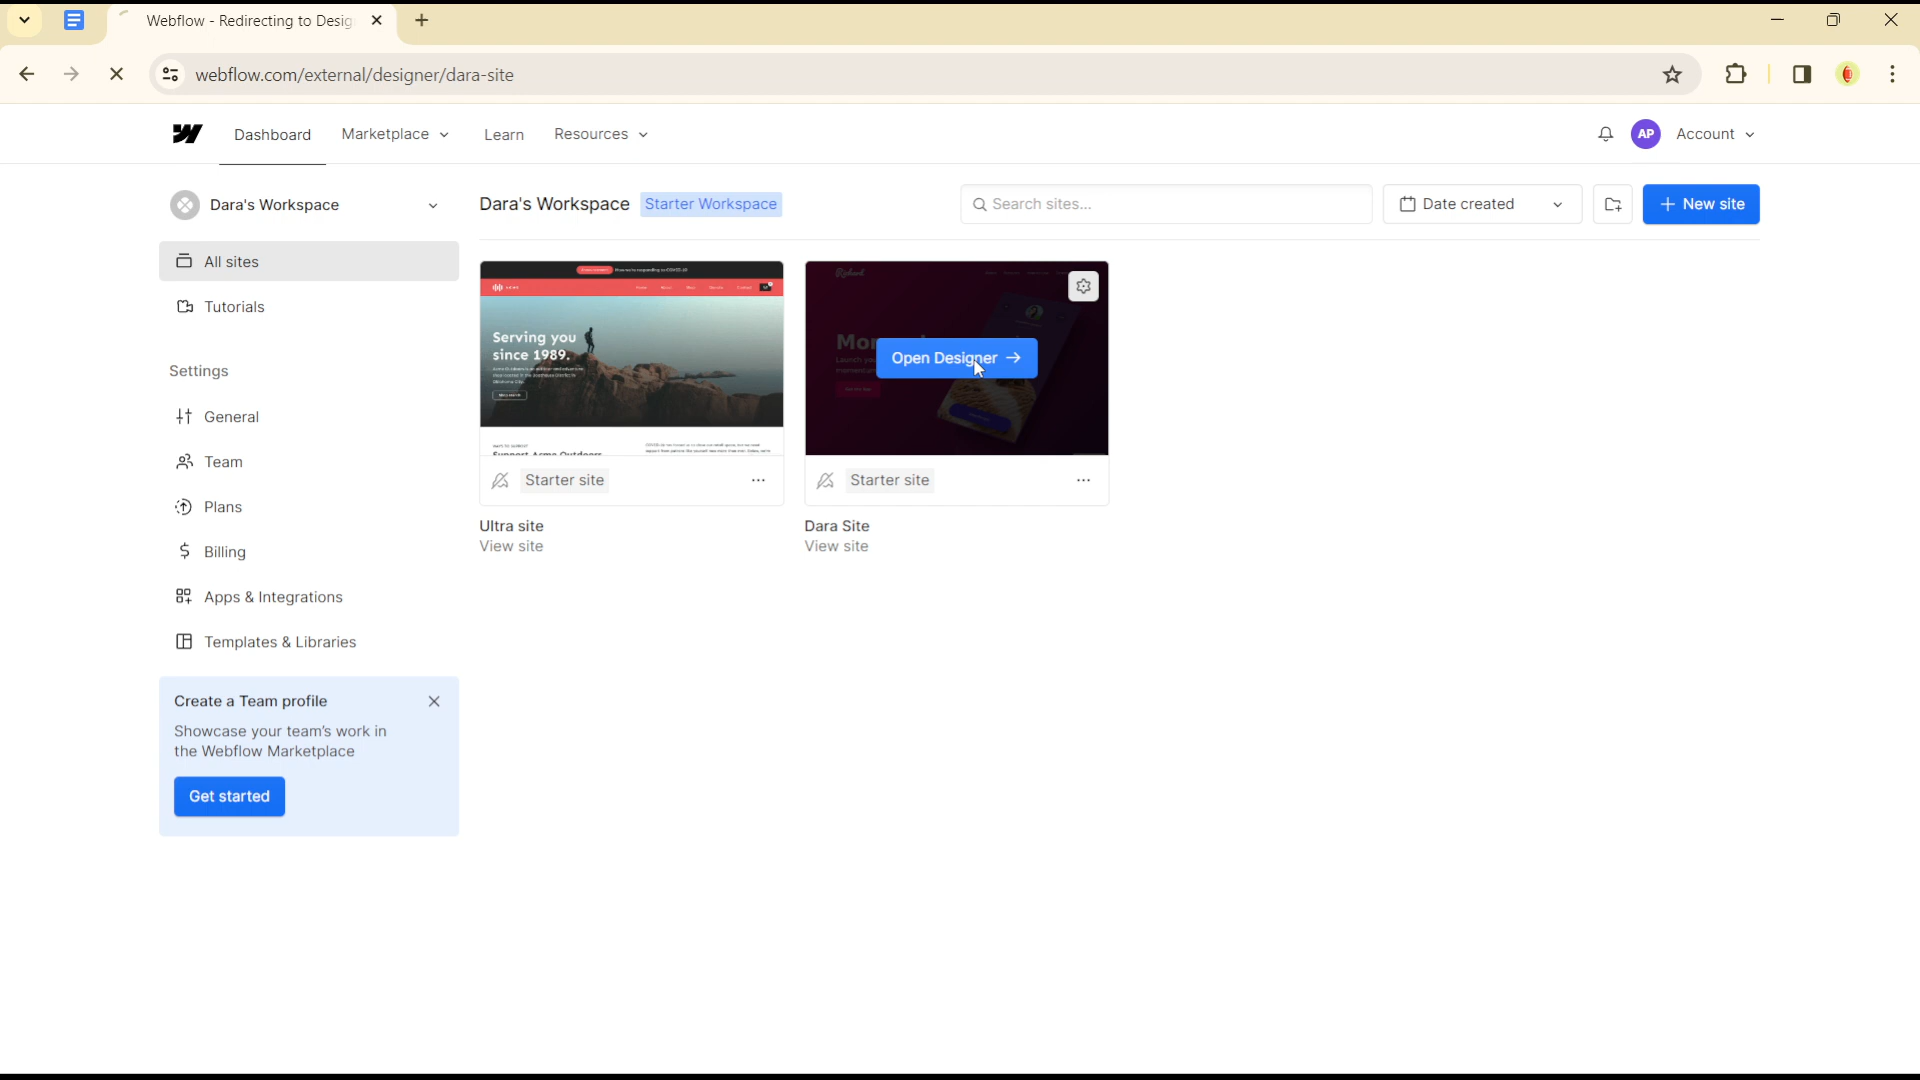 Webflow - Redirecting to Desig
webflow.com/external/designer/dara-site
Dashboard
Marketplace
Learn
Resources
AP
Account
Dara's Workspace
Dara's Workspace
Starter Workspace
Search sites...
Date created
New site
All sites
Tutorials
Settings
General
Team
Plans
Billing
Apps & Integrations
Templates & Libraries
Create a Team profile
Showcase your team's work in
the Webflow Marketplace
Get started
Serving you
since 1989.
Support Acme Outdoors
Starter site
Ultra site
View site
Open Designer
Starter site
Dara Site
View site